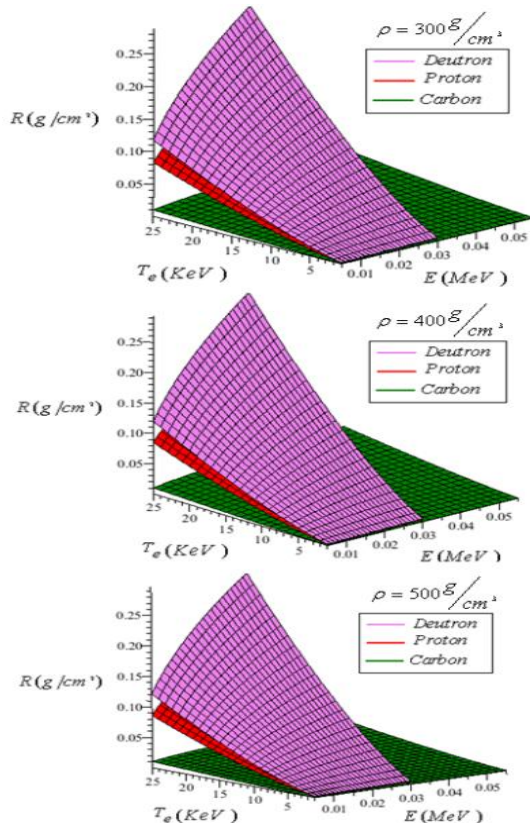 ρ = 300 g/cm³
Deutron
Proton
Carbon
R(g/cm²)
0.25
0.20
0.15
0.10
0.05
25
20
15
10
5
T_e(KeV)
0.01
0.02
0.03
0.04
0.05
E(MeV)
ρ = 400 g/cm³
Deutron
Proton
Carbon
R(g/cm²)
0.25
0.20
0.15
0.10
0.05
25
20
15
10
5
T_e(KeV)
0.01
0.02
0.03
0.04
0.05
E(MeV)
ρ = 500 g/cm³
Deutron
Proton
Carbon
R(g/cm²)
0.25
0.20
0.15
0.10
0.05
25
20
15
10
5
T_e(KeV)
0.01
0.02
0.03
0.04
0.05
E(MeV)